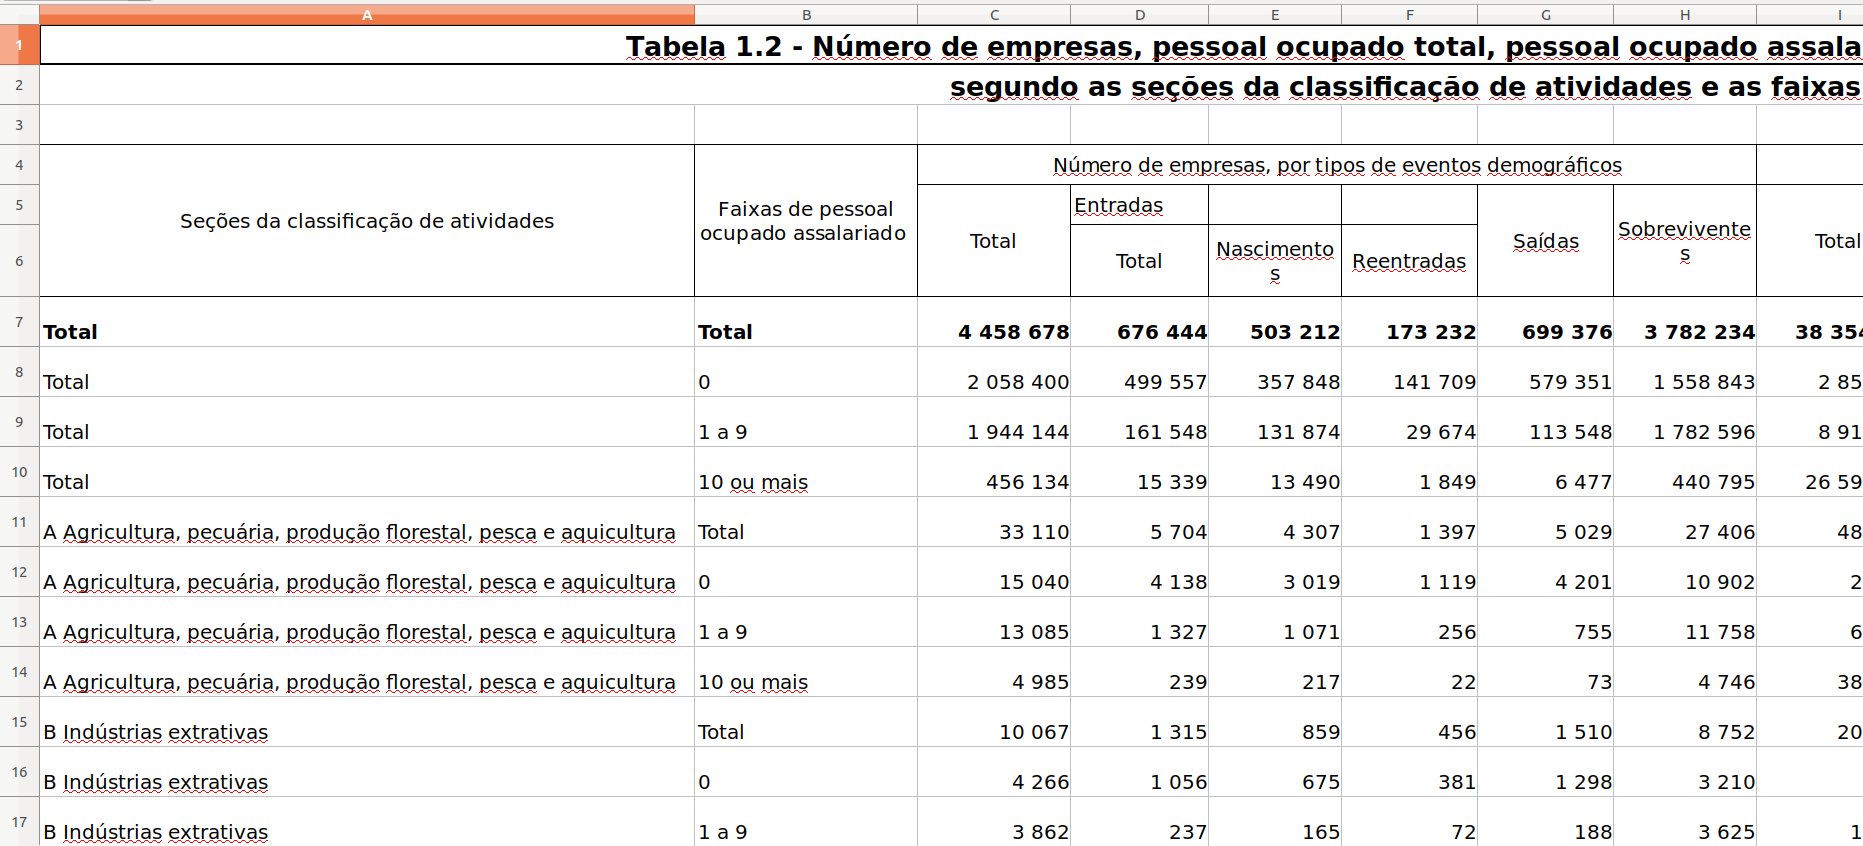 A B C D E F G H I
1 Tabela 1.2 - Número de empresas, pessoal ocupado total, pessoal ocupado assala
2 segundo as seções da classificação de atividades e as faixas
3
4 Número de empresas, por tipos de eventos demográficos
Seções da classificação de atividades
Faixas de pessoal
ocupado assalariado
5 Entradas
Total
Saídas
Sobrevivente
s
Total
6 Total
Nascimento
s
Reentradas
7 Total Total 4 458 678 676 444 503 212 173 232 699 376 3 782 234 38 354
8 Total 0 2 058 400 499 557 357 848 141 709 579 351 1 558 843 2 85
9 Total 1 a 9 1 944 144 161 548 131 874 29 674 113 548 1 782 596 8 91
10 Total 10 ou mais 456 134 15 339 13 490 1 849 6 477 440 795 26 59
11 A Agricultura, pecuária, produção florestal, pesca e aquicultura Total 33 110 5 704 4 307 1 397 5 029 27 406 48
12 A Agricultura, pecuária, produção florestal, pesca e aquicultura 0 15 040 4 138 3 019 1 119 4 201 10 902 2
13 A Agricultura, pecuária, produção florestal, pesca e aquicultura 1 a 9 13 085 1 327 1 071 256 755 11 758 6
14 A Agricultura, pecuária, produção florestal, pesca e aquicultura 10 ou mais 4 985 239 217 22 73 4 746 38
15 B Indústrias extrativas Total 10 067 1 315 859 456 1 510 8 752 20
16 B Indústrias extrativas 0 4 266 1 056 675 381 1 298 3 210
17 B Indústrias extrativas 1 a 9 3 862 237 165 72 188 3 625 1